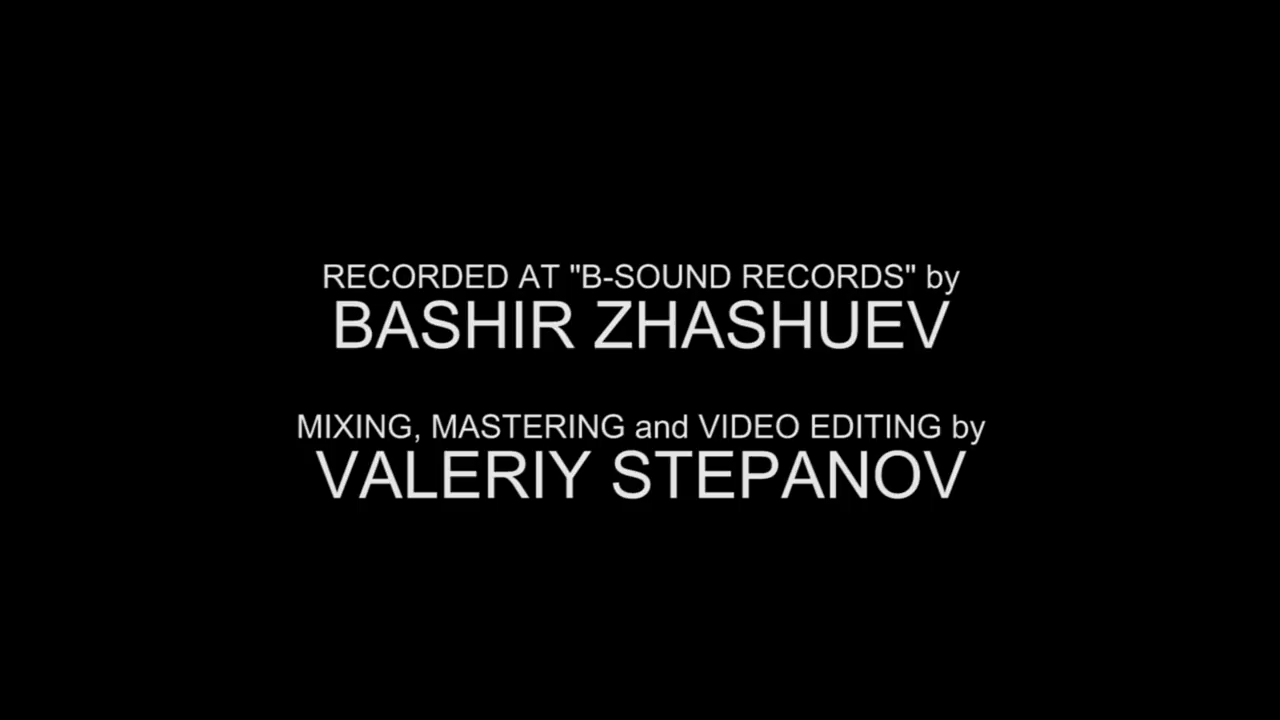 RECORDED AT "B-SOUND RECORDS" by
BASHIR ZHASHUEV
MIXING, MASTERING and VIDEO EDITING by
VALERIY STEPANOV